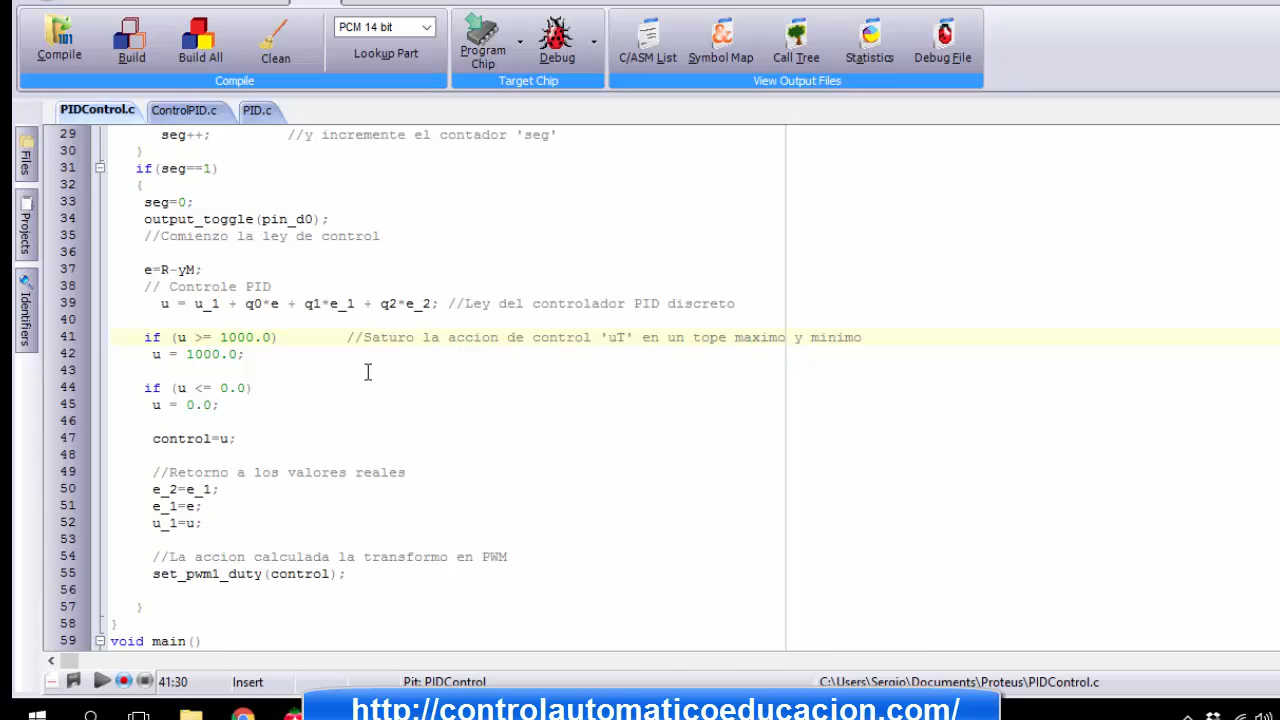 PCM 14 bit
Compile
Build
Build All
Clean
Lookup Part
Program
Chip
Debug
C/ASM List
Symbol Map
Call Tree
Statistics
Debug File
Compile
Target Chip
View Output Files
PIDControl.c
ControlPID.c
PID.c
Files
Projects
Identifiers
29 seg++; //y incremente el contador 'seg'
30 }
31 if(seg==1)
32 {
33 seg=0;
34 output_toggle(pin_d0);
35 //Comienzo la ley de control
36
37 e=R-yM;
38 // Controle PID
39 u = u_1 + q0*e + q1*e_1 + q2*e_2; //Ley del controlador PID discreto
40
41 if (u >= 1000.0) //Saturo la accion de control 'uT' en un tope maximo y minimo
42 u = 1000.0;
43
44 if (u <= 0.0)
45 u = 0.0;
46
47 control=u;
48
49 //Retorno a los valores reales
50 e_2=e_1;
51 e_1=e;
52 u_1=u;
53
54 //La accion calculada la transformo en PWM
55 set_pwm1_duty(control);
56
57 }
58 }
59 void main()
41:30
Insert
Pjt: PIDControl
C:\Users\Sergio\Documents\Proteus\PIDControl.c
http://controlautomaticoeducacion.com/